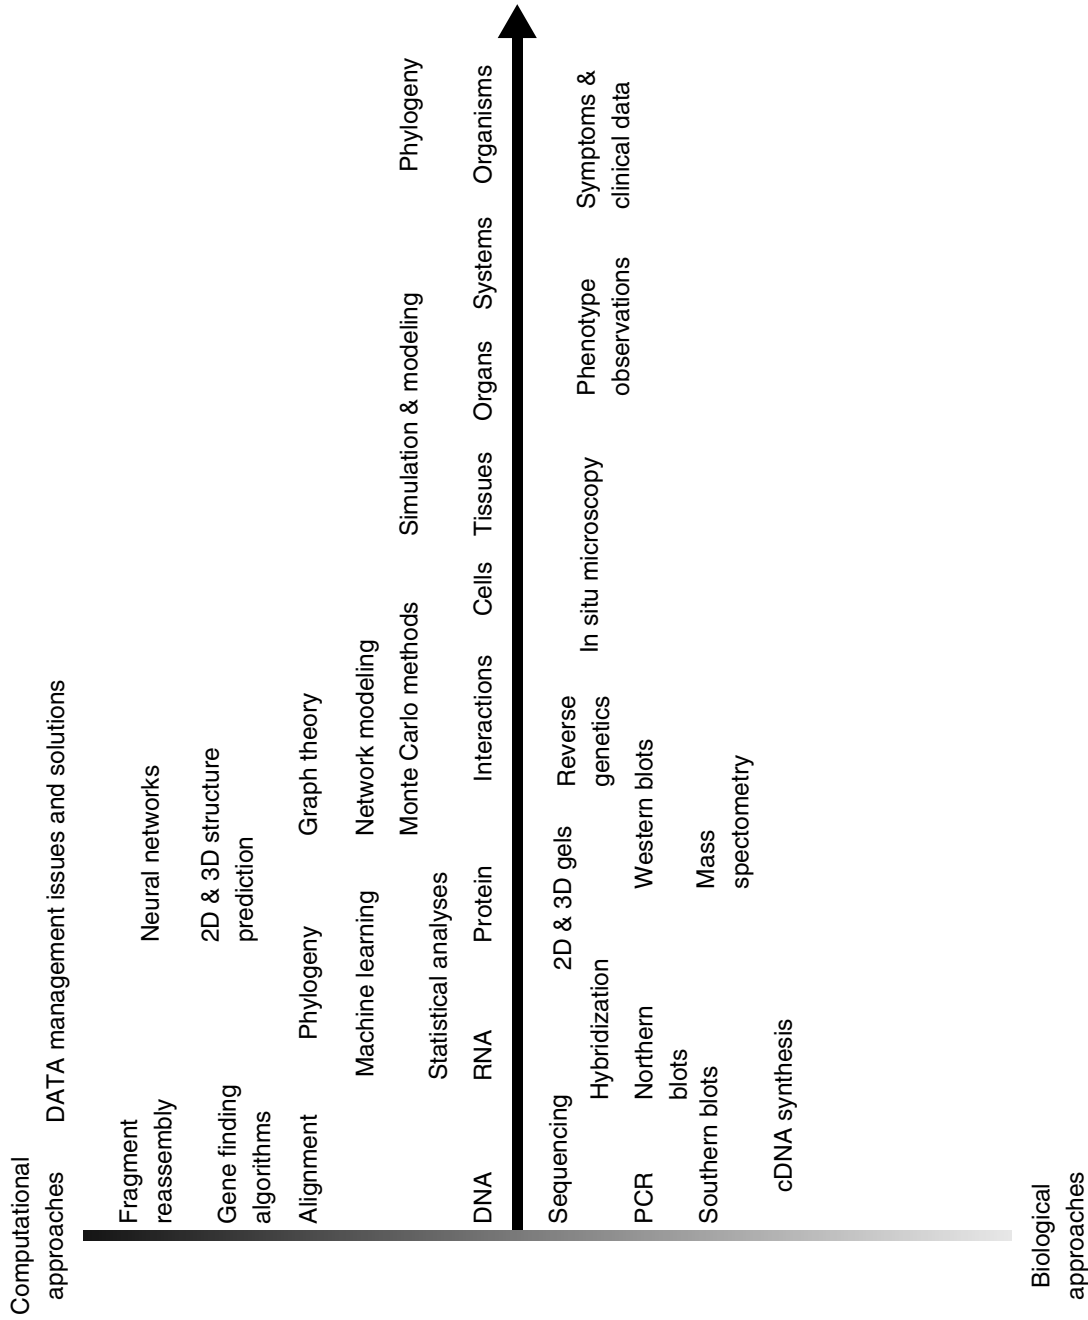 Computational
approaches
DATA management issues and solutions
Fragment
reassembly
Neural networks
Gene finding
algorithms
2D & 3D structure
prediction
Alignment
Phylogeny
Graph theory
Machine learning
Network modeling
Monte Carlo methods
Simulation & modeling
Phylogeny
Statistical analyses
DNA
RNA
Protein
Interactions
Cells
Tissues
Organs
Systems
Organisms
Sequencing
2D & 3D gels
Reverse
genetics
In situ microscopy
Phenotype
observations
Symptoms &
clinical data
Hybridization
PCR
Northern
blots
Western blots
Southern blots
Mass
spectometry
cDNA synthesis
Biological
approaches